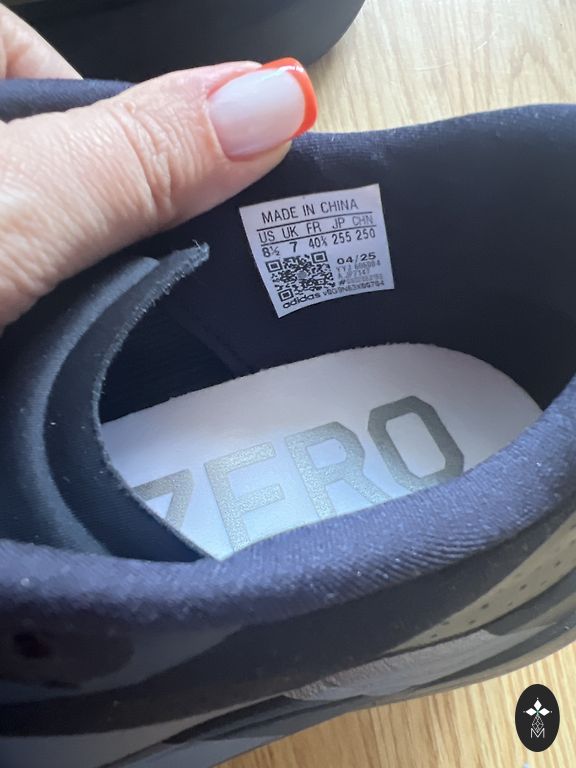 MADE IN CHINA
US UK FR JP CHN
8½ 7 40⅔ 255 250
04/25
adidas
ZERO
M